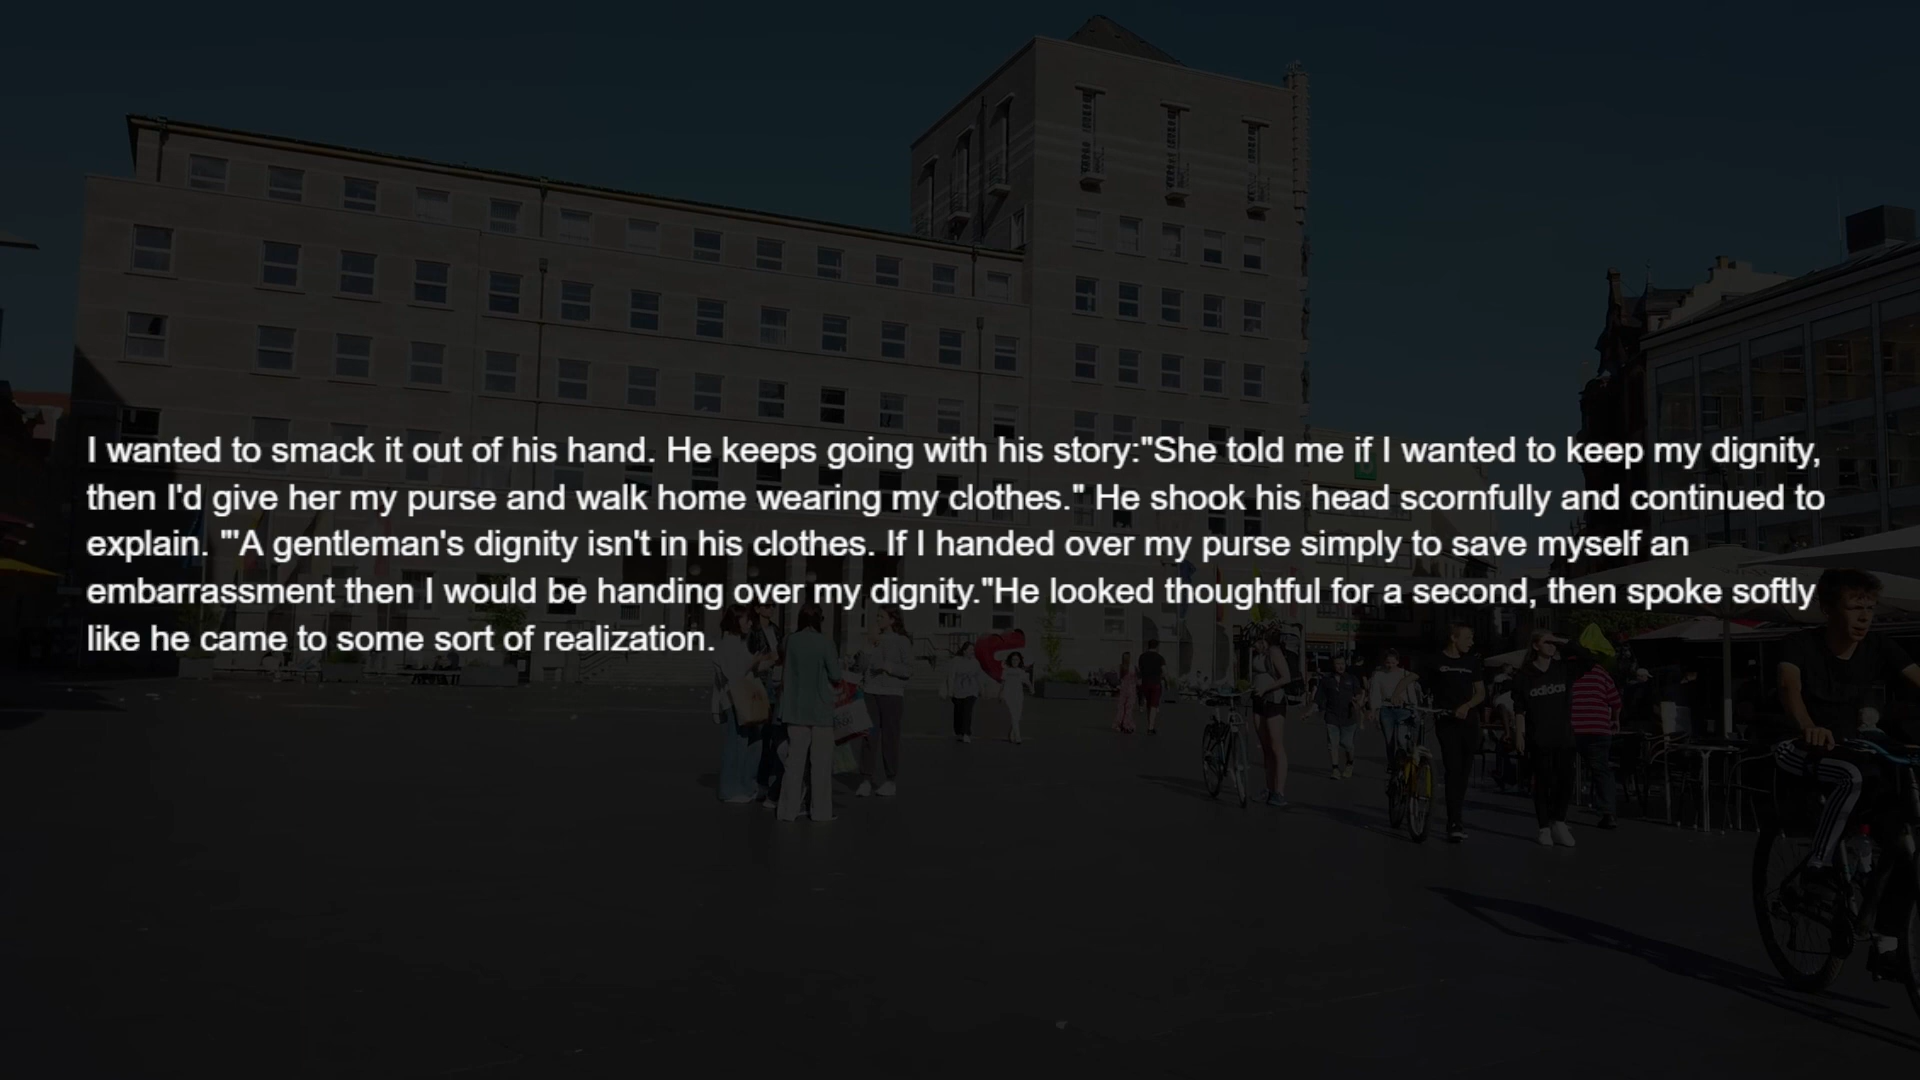 I wanted to smack it out of his hand. He keeps going with his story:"She told me if I wanted to keep my dignity,
then I'd give her my purse and walk home wearing my clothes." He shook his head scornfully and continued to
explain. "'A gentleman's dignity isn't in his clothes. If I handed over my purse simply to save myself an
embarrassment then I would be handing over my dignity."He looked thoughtful for a second, then spoke softly
like he came to some sort of realization.
adidas